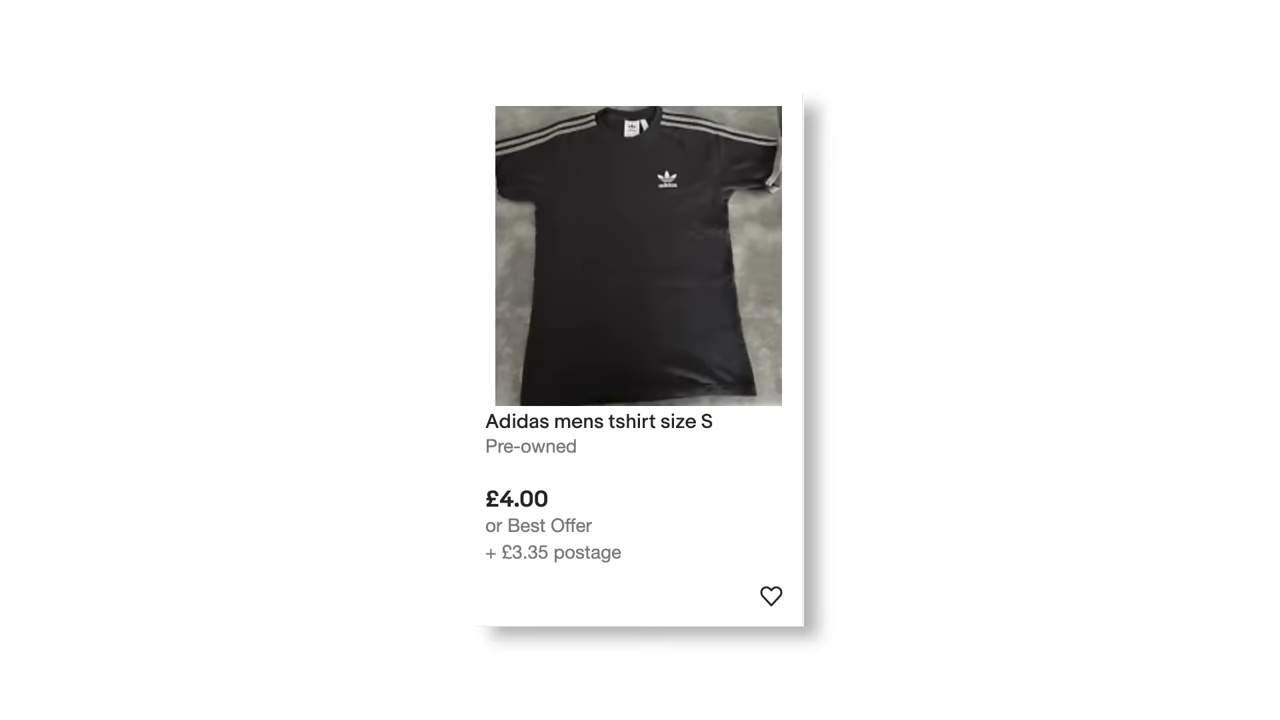 adidas
Adidas mens tshirt size S
Pre-owned
£4.00
or Best Offer
+ £3.35 postage